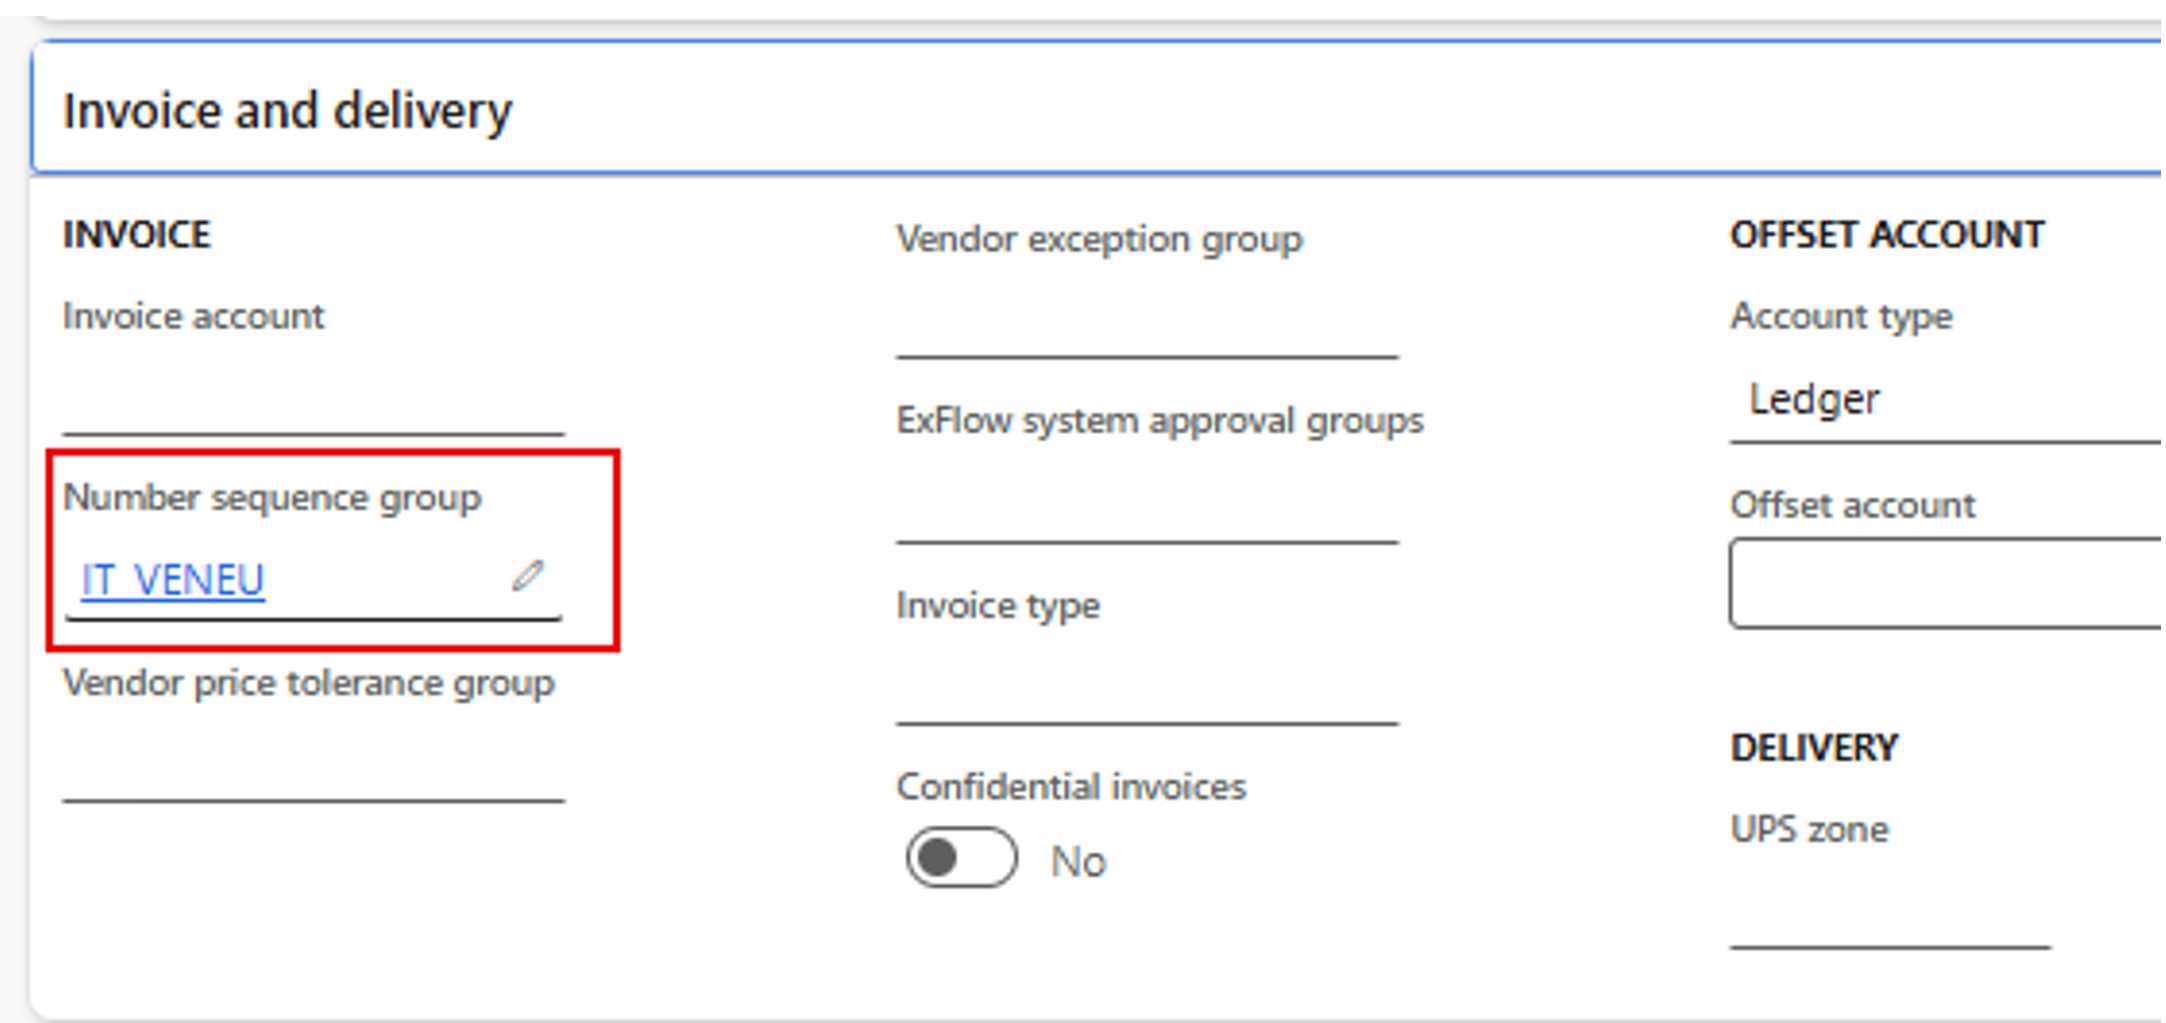 Invoice and delivery
INVOICE
Invoice account
Number sequence group
IT_VENEU
Vendor price tolerance group
Vendor exception group
ExFlow system approval groups
Invoice type
Confidential invoices
No
OFFSET ACCOUNT
Account type
Ledger
Offset account
DELIVERY
UPS zone